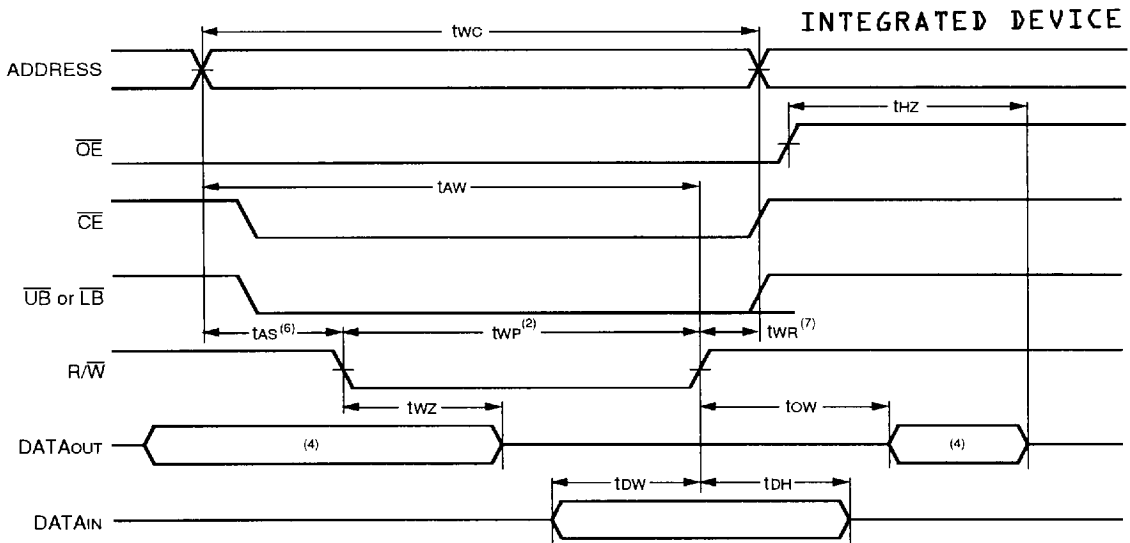 INTEGRATED DEVICE
tWC
ADDRESS
tHZ
OE
tAW
CE
UB or LB
tAS(6) tWP(2) tWR(7)
R/W
tWZ tOW
DATAOUT (4) (4)
tDW tDH
DATAIN